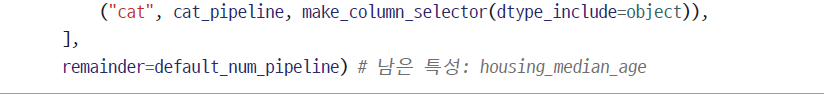 ("cat", cat_pipeline, make_column_selector(dtype_include=object)),
],
remainder=default_num_pipeline) # 남은 특성: housing_median_age